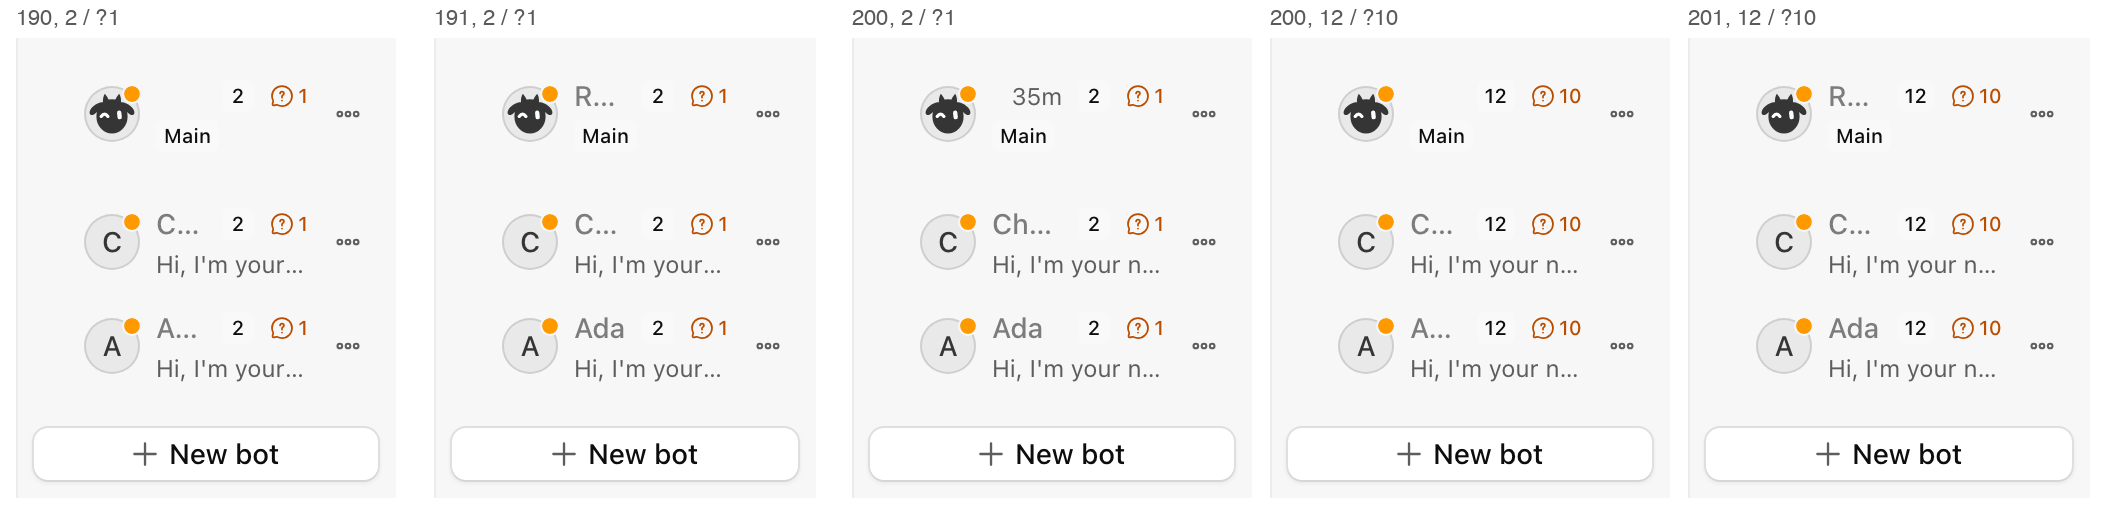 190, 2 / ?1
2 ? 1
Main
C
C... 2 ? 1
Hi, I'm your...
A
A... 2 ? 1
Hi, I'm your...
+ New bot
191, 2 / ?1
R... 2 ? 1
Main
C
C... 2 ? 1
Hi, I'm your...
A
Ada 2 ? 1
Hi, I'm your...
+ New bot
200, 2 / ?1
35m 2 ? 1
Main
C
Ch... 2 ? 1
Hi, I'm your n...
A
Ada 2 ? 1
Hi, I'm your n...
+ New bot
200, 12 / ?10
12 ? 10
Main
C
C... 12 ? 10
Hi, I'm your n...
A
A... 12 ? 10
Hi, I'm your n...
+ New bot
201, 12 / ?10
R... 12 ? 10
Main
C
C... 12 ? 10
Hi, I'm your n...
A
Ada 12 ? 10
Hi, I'm your n...
+ New bot